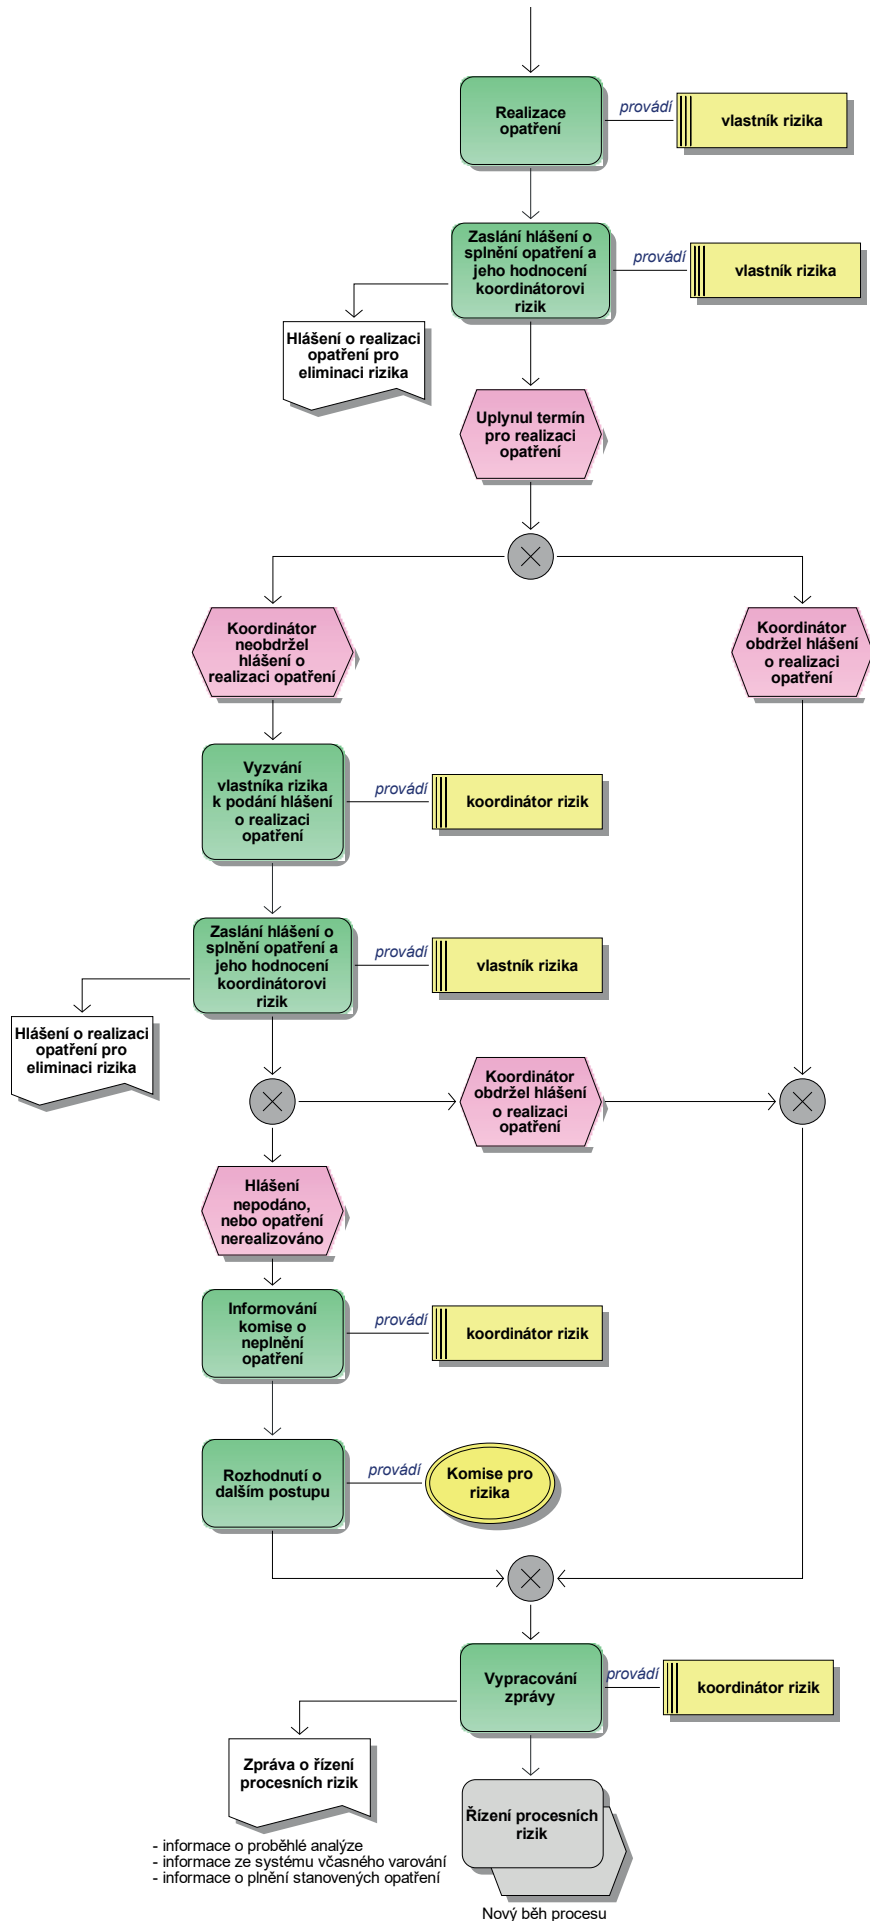 Realizace
opatření
provádí
vlastník rizika
Zaslání hlášení o
splnění opatření a
jeho hodnocení
koordinátorovi
rizik
provádí
vlastník rizika
Hlášení o realizaci
opatření pro
eliminaci rizika
Uplynul termín
pro realizaci
opatření
Koordinátor
neobdržel
hlášení o
realizaci opatření
Koordinátor
obdržel hlášení
o realizaci
opatření
Vyzvání
vlastníka rizika
k podání hlášení
o realizaci
opatření
provádí
koordinátor rizik
Zaslání hlášení o
splnění opatření a
jeho hodnocení
koordinátorovi
rizik
provádí
vlastník rizika
Hlášení o realizaci
opatření pro
eliminaci rizika
Koordinátor
obdržel hlášení
o realizaci
opatření
Hlášení
nepodáno,
nebo opatření
nerealizováno
Informování
komise o
neplnění
opatření
provádí
koordinátor rizik
Rozhodnutí o
dalším postupu
provádí
Komise pro
rizika
Vypracování
zprávy
provádí
koordinátor rizik
Zpráva o řízení
procesních rizik
- informace o proběhlé analýze
- informace ze systému včasného varování
- informace o plnění stanovených opatření
Řízení procesních
rizik
Nový běh procesu